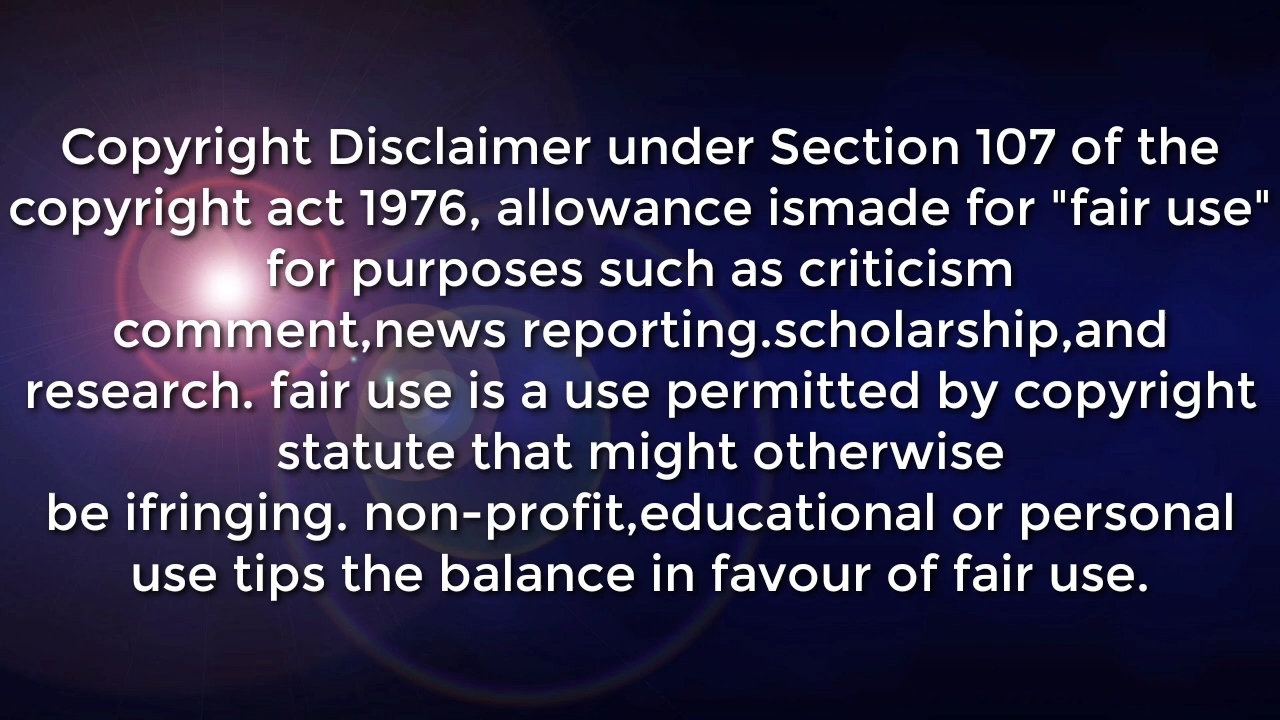 Copyright Disclaimer under Section 107 of the
copyright act 1976, allowance ismade for "fair use"
for purposes such as criticism
comment,news reporting.scholarship,and
research. fair use is a use permitted by copyright
statute that might otherwise
be ifringing. non-profit,educational or personal
use tips the balance in favour of fair use.